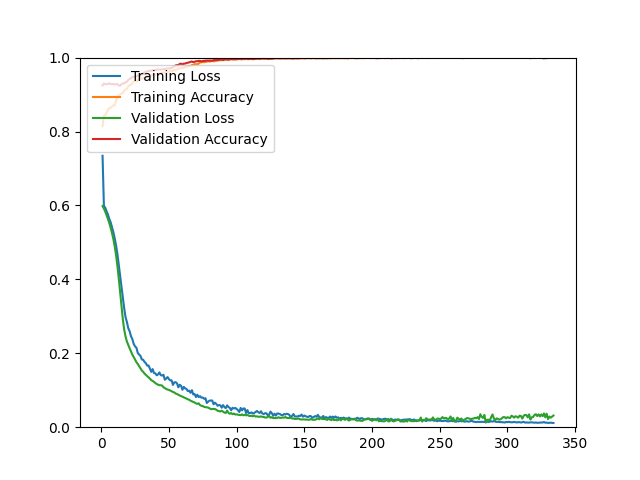 1.0
0.8
0.6
0.4
0.2
0.0
Training Loss
Training Accuracy
Validation Loss
Validation Accuracy
0 50 100 150 200 250 300 350